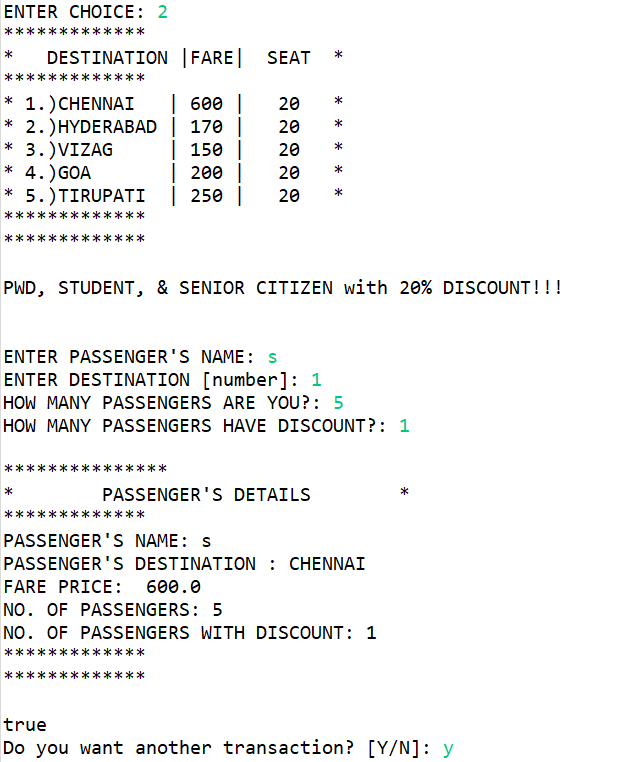 ENTER CHOICE: 2
*************
*   DESTINATION |FARE|  SEAT  *
*************
* 1.)CHENNAI   | 600 |   20   *
* 2.)HYDERABAD | 170 |   20   *
* 3.)VIZAG     | 150 |   20   *
* 4.)GOA       | 200 |   20   *
* 5.)TIRUPATI  | 250 |   20   *
*************
*************
PWD, STUDENT, & SENIOR CITIZEN with 20% DISCOUNT!!!
ENTER PASSENGER'S NAME: s
ENTER DESTINATION [number]: 1
HOW MANY PASSENGERS ARE YOU?: 5
HOW MANY PASSENGERS HAVE DISCOUNT?: 1
***************
*        PASSENGER'S DETAILS        *
*************
PASSENGER'S NAME: s
PASSENGER'S DESTINATION : CHENNAI
FARE PRICE:  600.0
NO. OF PASSENGERS: 5
NO. OF PASSENGERS WITH DISCOUNT: 1
*************
*************
true
Do you want another transaction? [Y/N]: y